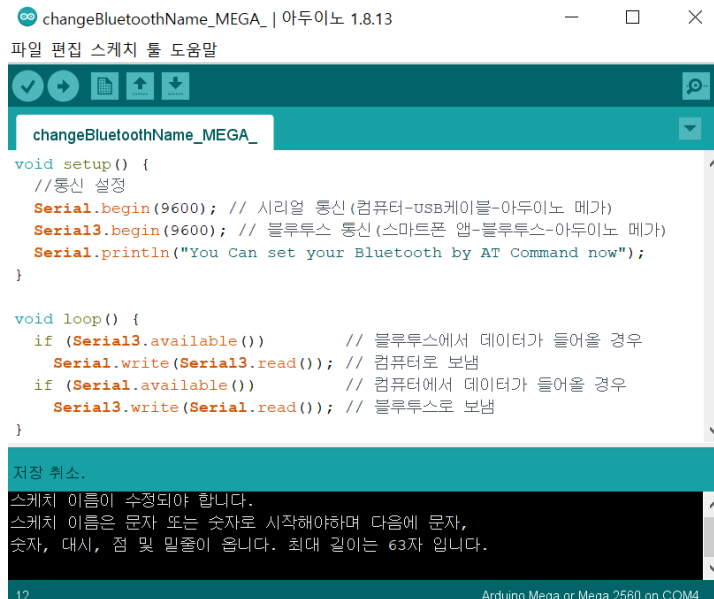 changeBluetoothName_MEGA_ | 아두이노 1.8.13
파일 편집 스케치 툴 도움말
changeBluetoothName_MEGA_
void setup() {
  //통신 설정
  Serial.begin(9600); // 시리얼 통신(컴퓨터-USB케이블-아두이노 메가)
  Serial3.begin(9600); // 블루투스 통신(스마트폰 앱-블루투스-아두이노 메가)
  Serial.println("You Can set your Bluetooth by AT Command now");
}
void loop() {
  if (Serial3.available())         // 블루투스에서 데이터가 들어올 경우
    Serial.write(Serial3.read()); // 컴퓨터로 보냄
  if (Serial.available())          // 컴퓨터에서 데이터가 들어올 경우
    Serial3.write(Serial.read()); // 블루투스로 보냄
}
저장 취소.
스케치 이름이 수정되야 합니다.
스케치 이름은 문자 또는 숫자로 시작해야하며 다음에 문자,
숫자, 대시, 점 및 밑줄이 옵니다. 최대 길이는 63자 입니다.
12
Arduino Mega or Mega 2560 on COM4